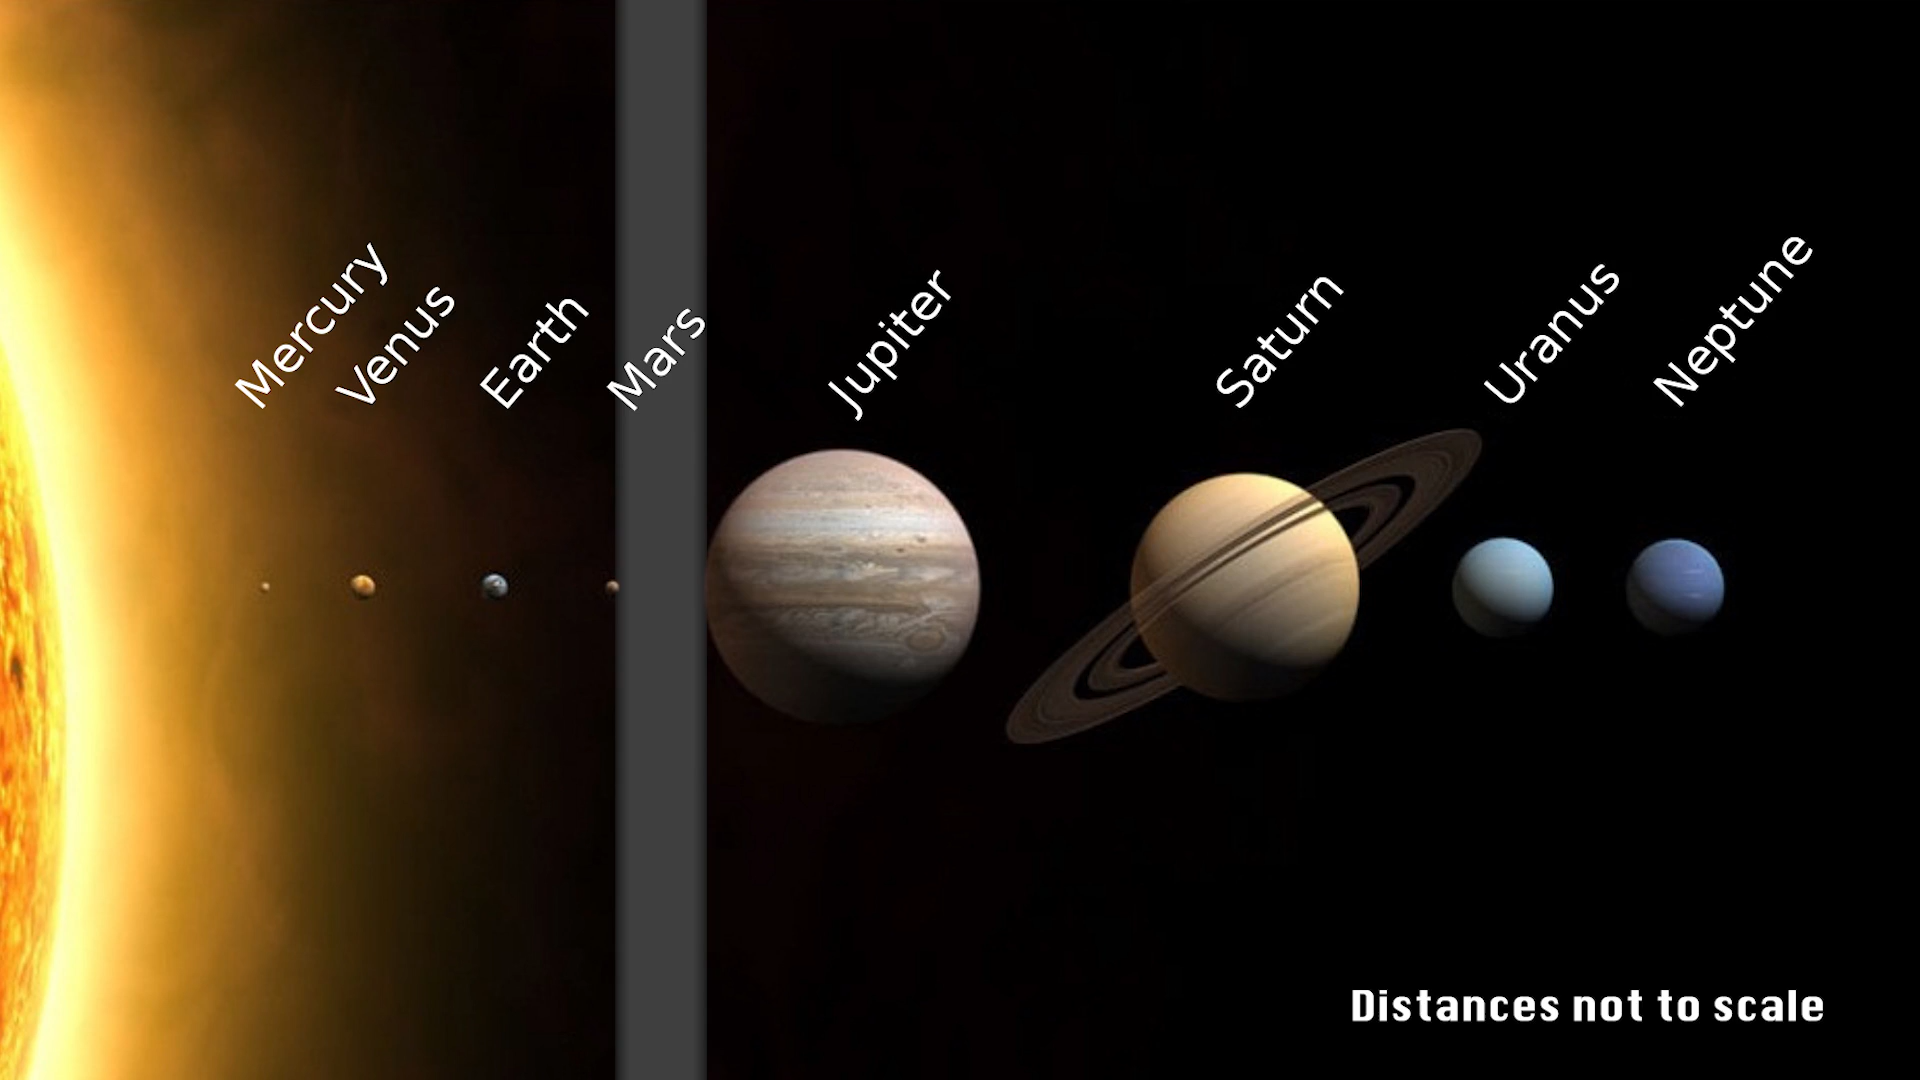 Mercury
Venus
Earth
Mars
Jupiter
Saturn
Uranus
Neptune
Distances not to scale